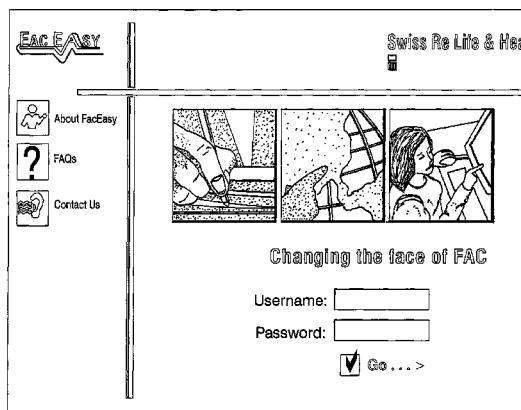 FAC EASY
Swiss Re Life & Hea
About FacEasy
?
FAQs
Contact Us
Changing the face of FAC
Username:
Password:
Go . . . >